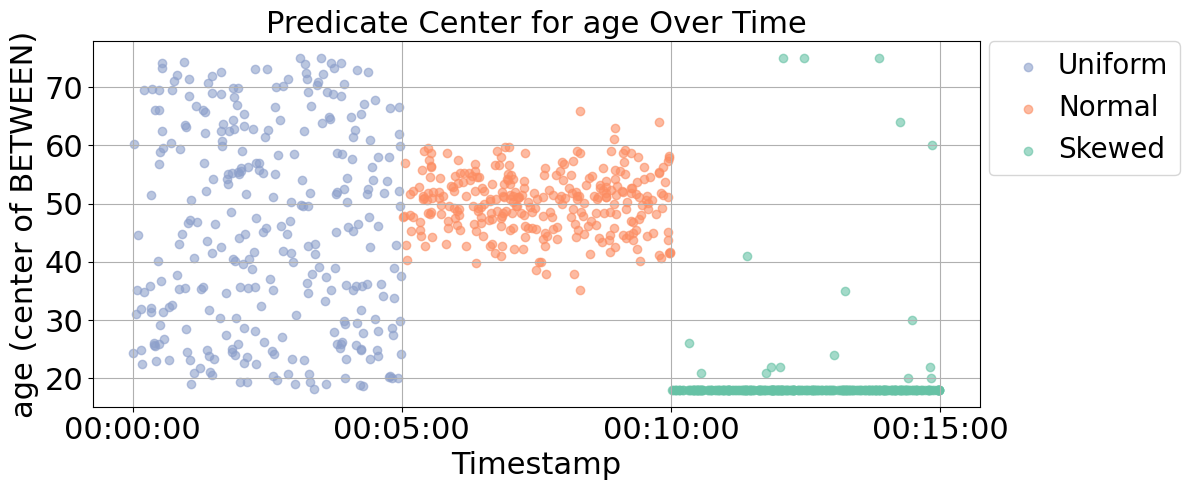 Predicate Center for age Over Time
age (center of BETWEEN)
70
60
50
40
30
20
00:00:00 00:05:00 00:10:00 00:15:00
Timestamp
Uniform
Normal
Skewed